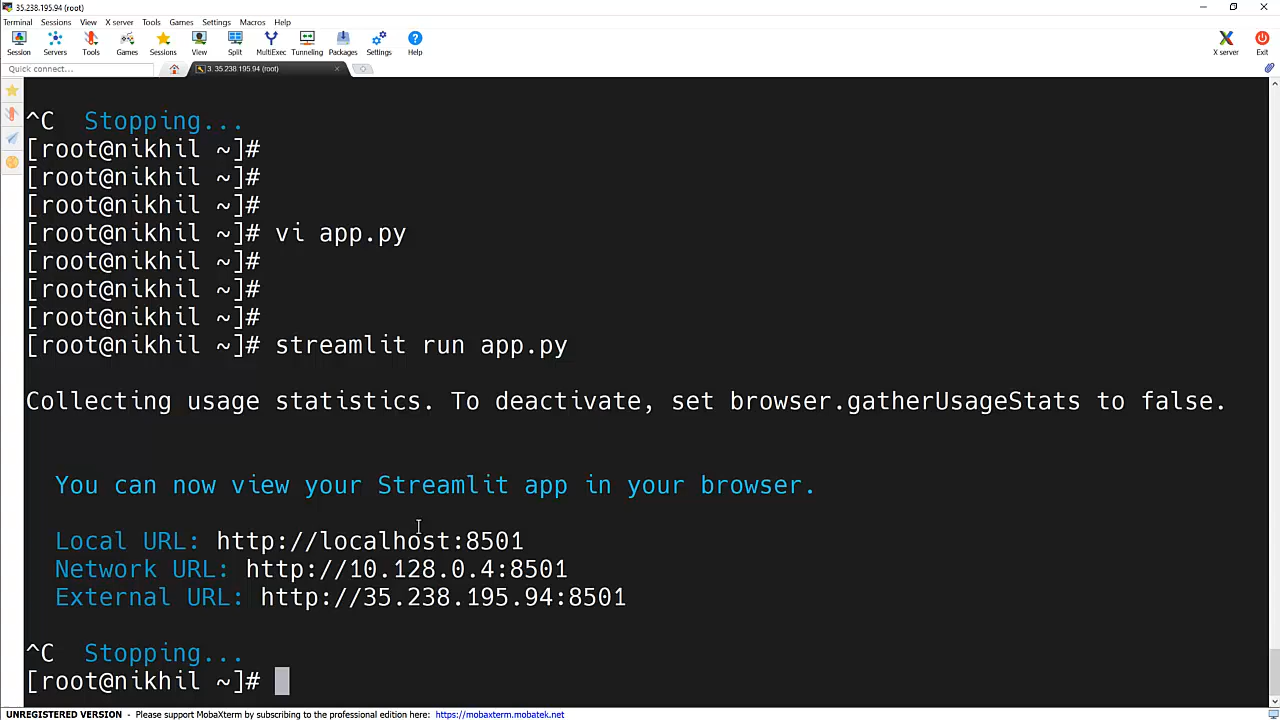 35.238.195.94 (root)
Terminal Sessions View X server Tools Games Settings Macros Help
Session Servers Tools Games Sessions View Split MultiExec Tunneling Packages Settings Help X server Exit
Quick connect... 3. 35.238.195.94 (root)
^C  Stopping...
[root@nikhil ~]#
[root@nikhil ~]#
[root@nikhil ~]#
[root@nikhil ~]# vi app.py
[root@nikhil ~]#
[root@nikhil ~]#
[root@nikhil ~]#
[root@nikhil ~]# streamlit run app.py
Collecting usage statistics. To deactivate, set browser.gatherUsageStats to false.
You can now view your Streamlit app in your browser.
Local URL: http://localhost:8501
Network URL: http://10.128.0.4:8501
External URL: http://35.238.195.94:8501
^C  Stopping...
[root@nikhil ~]#
UNREGISTERED VERSION - Please support MobaXterm by subscribing to the professional edition here: https://mobaxterm.mobatek.net